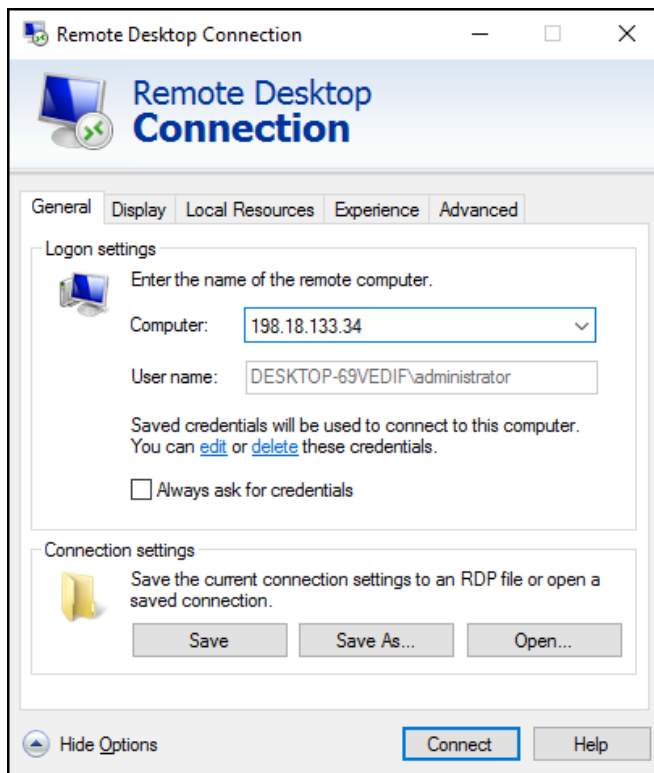 Remote Desktop Connection
Remote Desktop
Connection
General Display Local Resources Experience Advanced
Logon settings
Enter the name of the remote computer.
Computer: 198.18.133.34
User name: DESKTOP-69VEDIF\administrator
Saved credentials will be used to connect to this computer.
You can edit or delete these credentials.
Always ask for credentials
Connection settings
Save the current connection settings to an RDP file or open a
saved connection.
Save Save As... Open...
Hide Options Connect Help